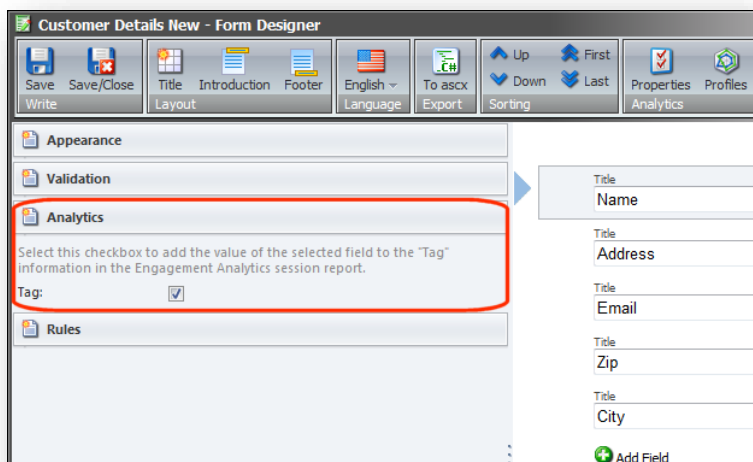 Customer Details New - Form Designer
Save Save/Close Title Introduction Footer English To ascx Up Down First Last Properties Profiles
C#
Write Layout Language Export Sorting Analytics
Appearance
Validation
Analytics
Select this checkbox to add the value of the selected field to the "Tag"
information in the Engagement Analytics session report.
Tag:
Rules
Title
Name
Title
Address
Title
Email
Title
Zip
Title
City
Add Field